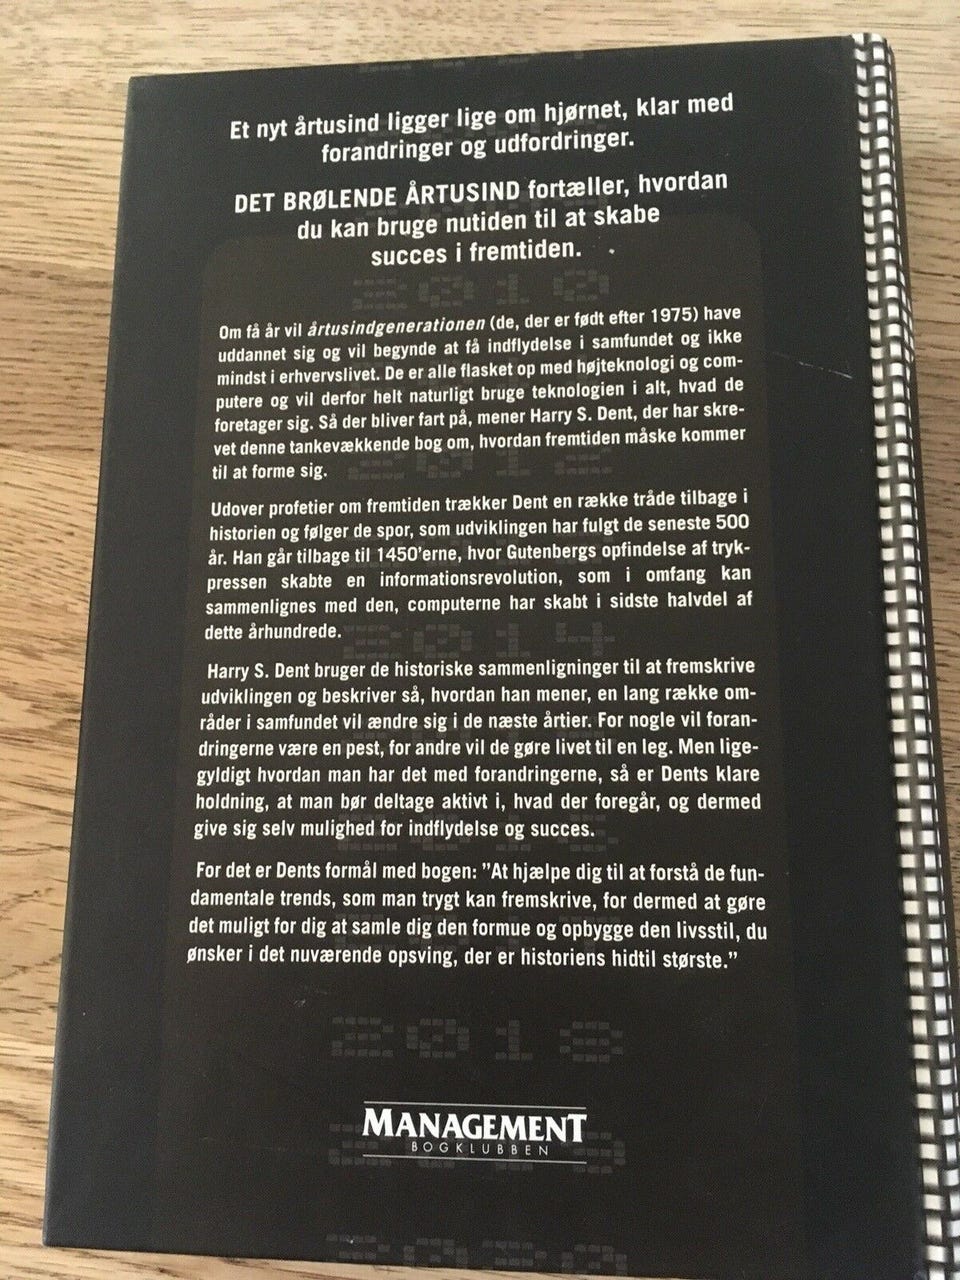 Et nyt årtusind ligger lige om hjørnet, klar med
forandringer og udfordringer.
DET BRØLENDE ÅRTUSIND fortæller, hvordan
du kan bruge nutiden til at skabe
succes i fremtiden.
2010
Om få år vil årtusindgenerationen (de, der er født efter 1975) have
uddannet sig og vil begynde at få indflydelse i samfundet og ikke
mindst i erhvervslivet. De er alle flasket op med højteknologi og com-
putere og vil derfor helt naturligt bruge teknologien i alt, hvad de
foretager sig. Så der bliver fart på, mener Harry S. Dent, der har skre-
vet denne tankevækkende bog om, hvordan fremtiden måske kommer
2012
til at forme sig.
Udover profetier om fremtiden trækker Dent en række tråde tilbage i
historien og følger de spor, som udviklingen har fulgt de seneste 500
år. Han går tilbage til 1450'erne, hvor Gutenbergs opfindelse af tryk-
pressen skabte en informationsrevolution, som i omfang kan
sammenlignes med den, computerne har skabt i sidste halvdel af
dette århundrede.
2014
Harry S. Dent bruger de historiske sammenligninger til at fremskrive
udviklingen og beskriver så, hvordan han mener, en lang række om-
råder i samfundet vil ændre sig i de næste årtier. For nogle vil foran-
dringerne være en pest, for andre vil de gøre livet til en leg. Men lige-
gyldigt hvordan man har det med forandringerne, så er Dents klare
holdning, at man bør deltage aktivt i, hvad der foregår, og dermed
give sig selv mulighed for indflydelse og succes.
For det er Dents formål med bogen: ”At hjælpe dig til at forstå de fun-
damentale trends, som man trygt kan fremskrive, for dermed at gøre
det muligt for dig at samle dig den formue og opbygge den livsstil, du
ønsker i det nuværende opsving, der er historiens hidtil største.”
2018
MANAGEMENT
BOGKLUBBEN
2020